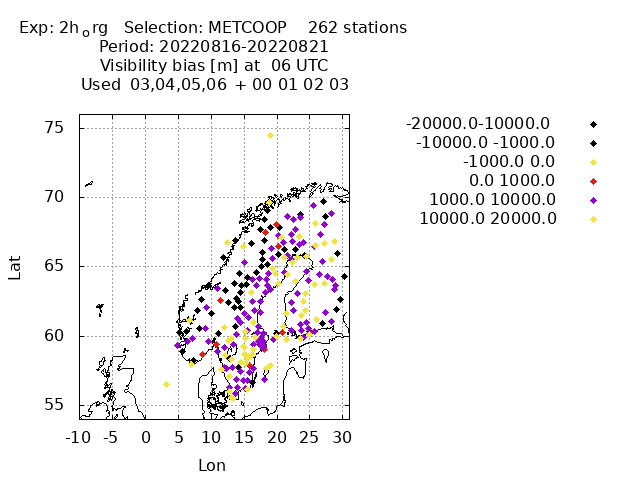 Exp: 2h_org   Selection: METCOOP    262 stations
Period: 20220816-20220821
Visibility bias [m] at  06 UTC
Used  03,04,05,06  + 00 01 02 03
-20000.0-10000.0
-10000.0 -1000.0
-1000.0 0.0
0.0 1000.0
1000.0 10000.0
10000.0 20000.0
75
70
65
60
55
Lat
-10 -5 0 5 10 15 20 25 30
Lon